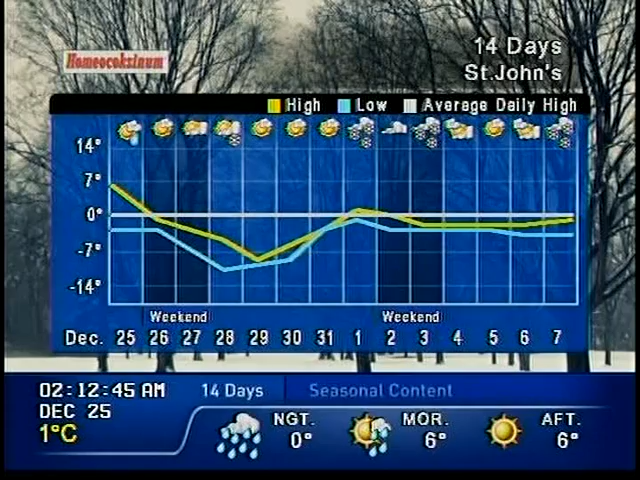 Homeocoksinum
14 Days
St.John's
High Low Average Daily High
14°
7°
0°
-7°
-14°
Weekend Weekend
Dec. 25 26 27 28 29 30 31 1 2 3 4 5 6 7
02:12:45 AM 14 Days Seasonal Content
DEC 25
1°C
NGT. MOR. AFT.
0° 6° 6°